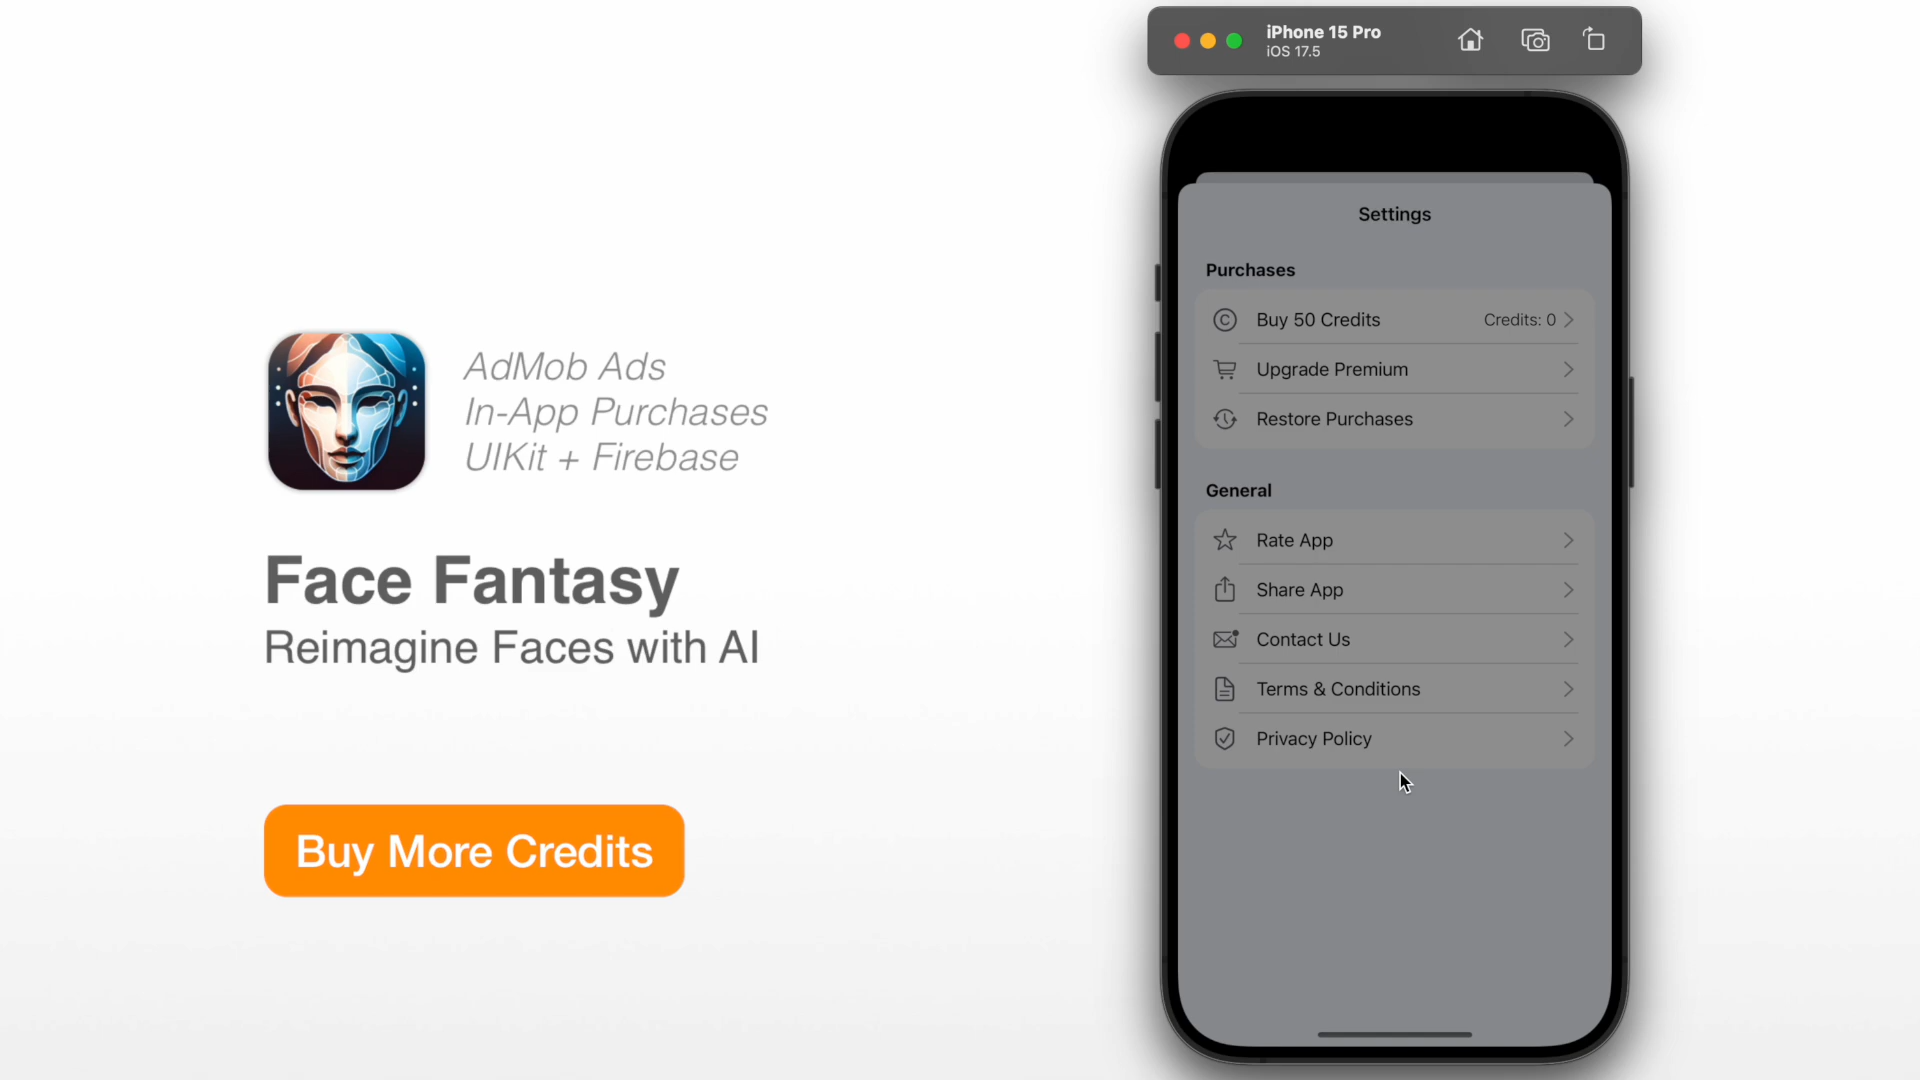 AdMob Ads
In-App Purchases
UIKit + Firebase
Face Fantasy
Reimagine Faces with AI
Buy More Credits
iPhone 15 Pro
iOS 17.5
Settings
Purchases
Buy 50 Credits Credits: 0
Upgrade Premium
Restore Purchases
General
Rate App
Share App
Contact Us
Terms & Conditions
Privacy Policy